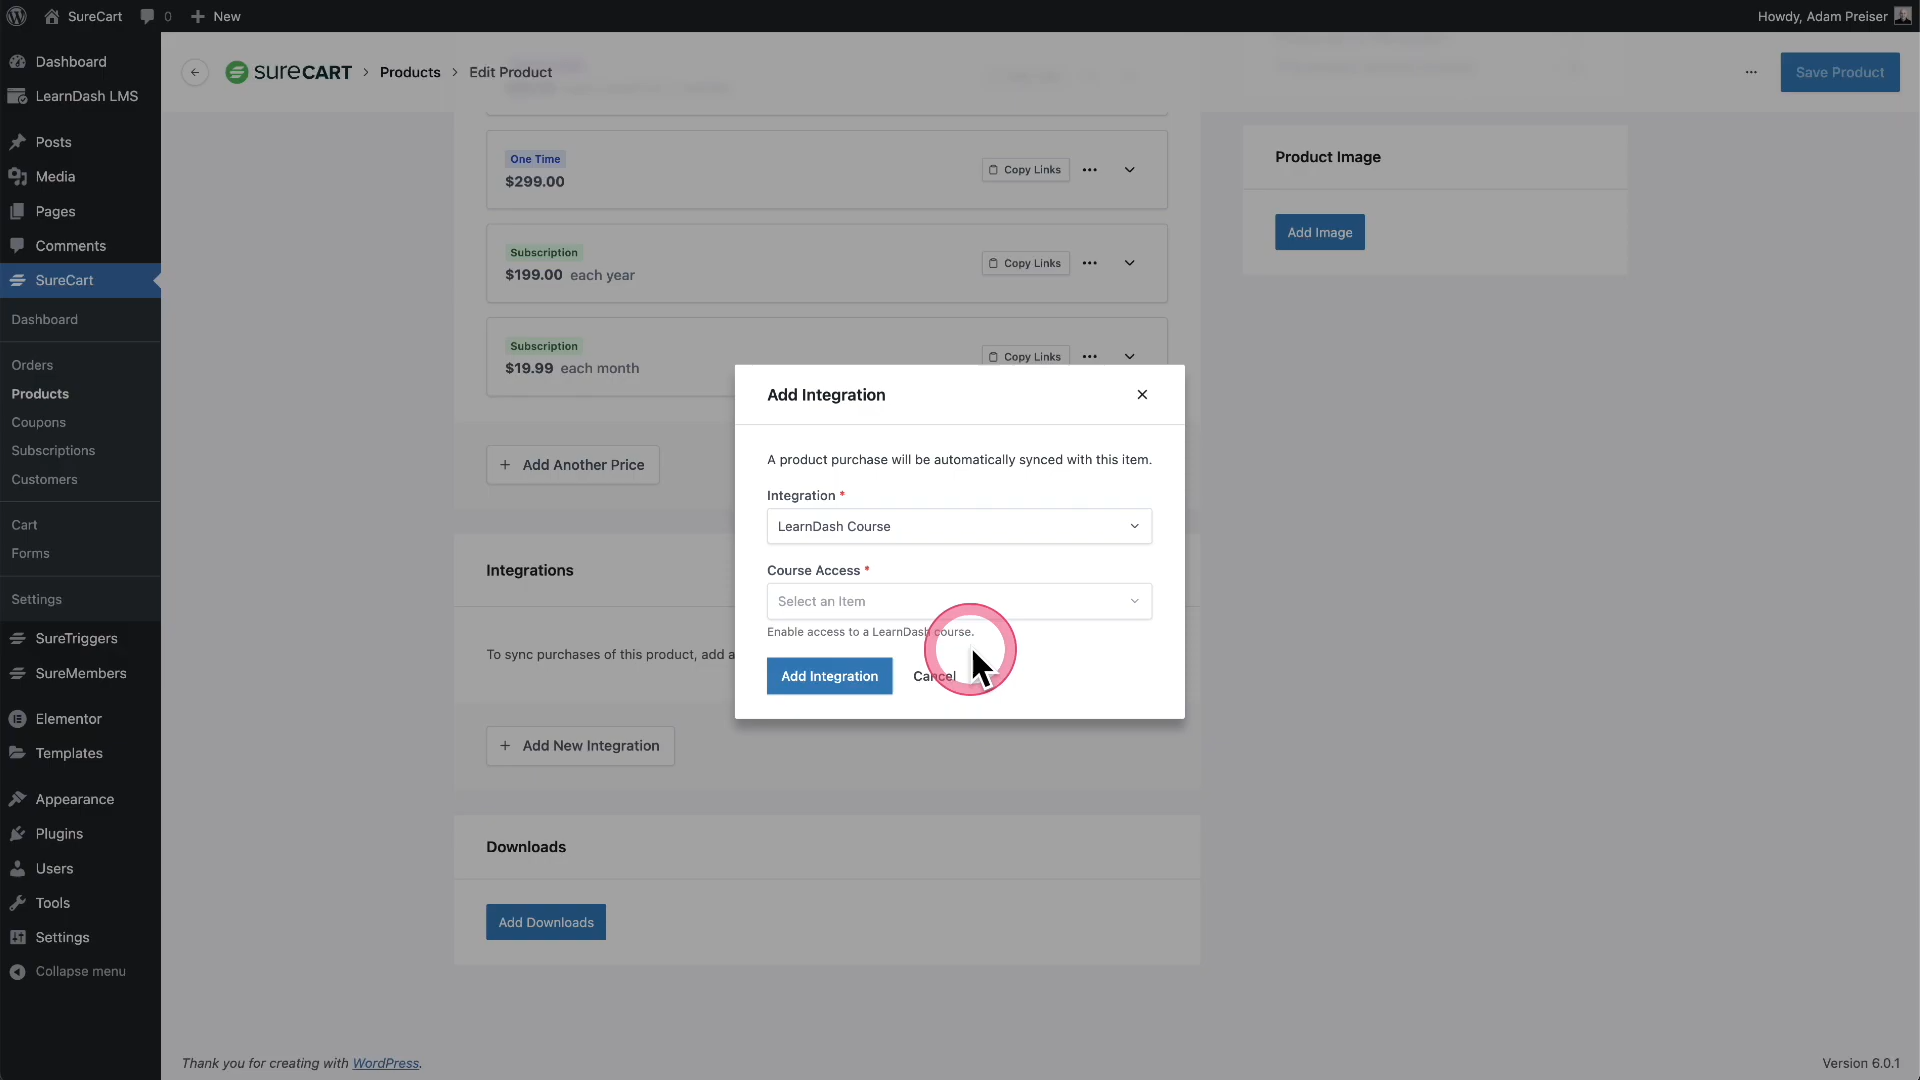 SureCart
0
New
Howdy, Adam Preiser
Dashboard
LearnDash LMS
Posts
Media
Pages
Comments
SureCart
Dashboard
Orders
Products
Coupons
Subscriptions
Customers
Cart
Forms
Settings
SureTriggers
SureMembers
Elementor
Templates
Appearance
Plugins
Users
Tools
Settings
Collapse menu
SURECART > Products > Edit Product
... Save Product
One Time
$299.00
Copy Links
Subscription
$199.00 each year
Copy Links
Subscription
$19.99 each month
Copy Links
+ Add Another Price
Integrations
To sync purchases of this product, add a
+ Add New Integration
Downloads
Add Downloads
Product Image
Add Image
Add Integration
A product purchase will be automatically synced with this item.
Integration *
LearnDash Course
Course Access *
Select an Item
Enable access to a LearnDash course.
Add Integration
Cancel
Thank you for creating with WordPress.
Version 6.0.1